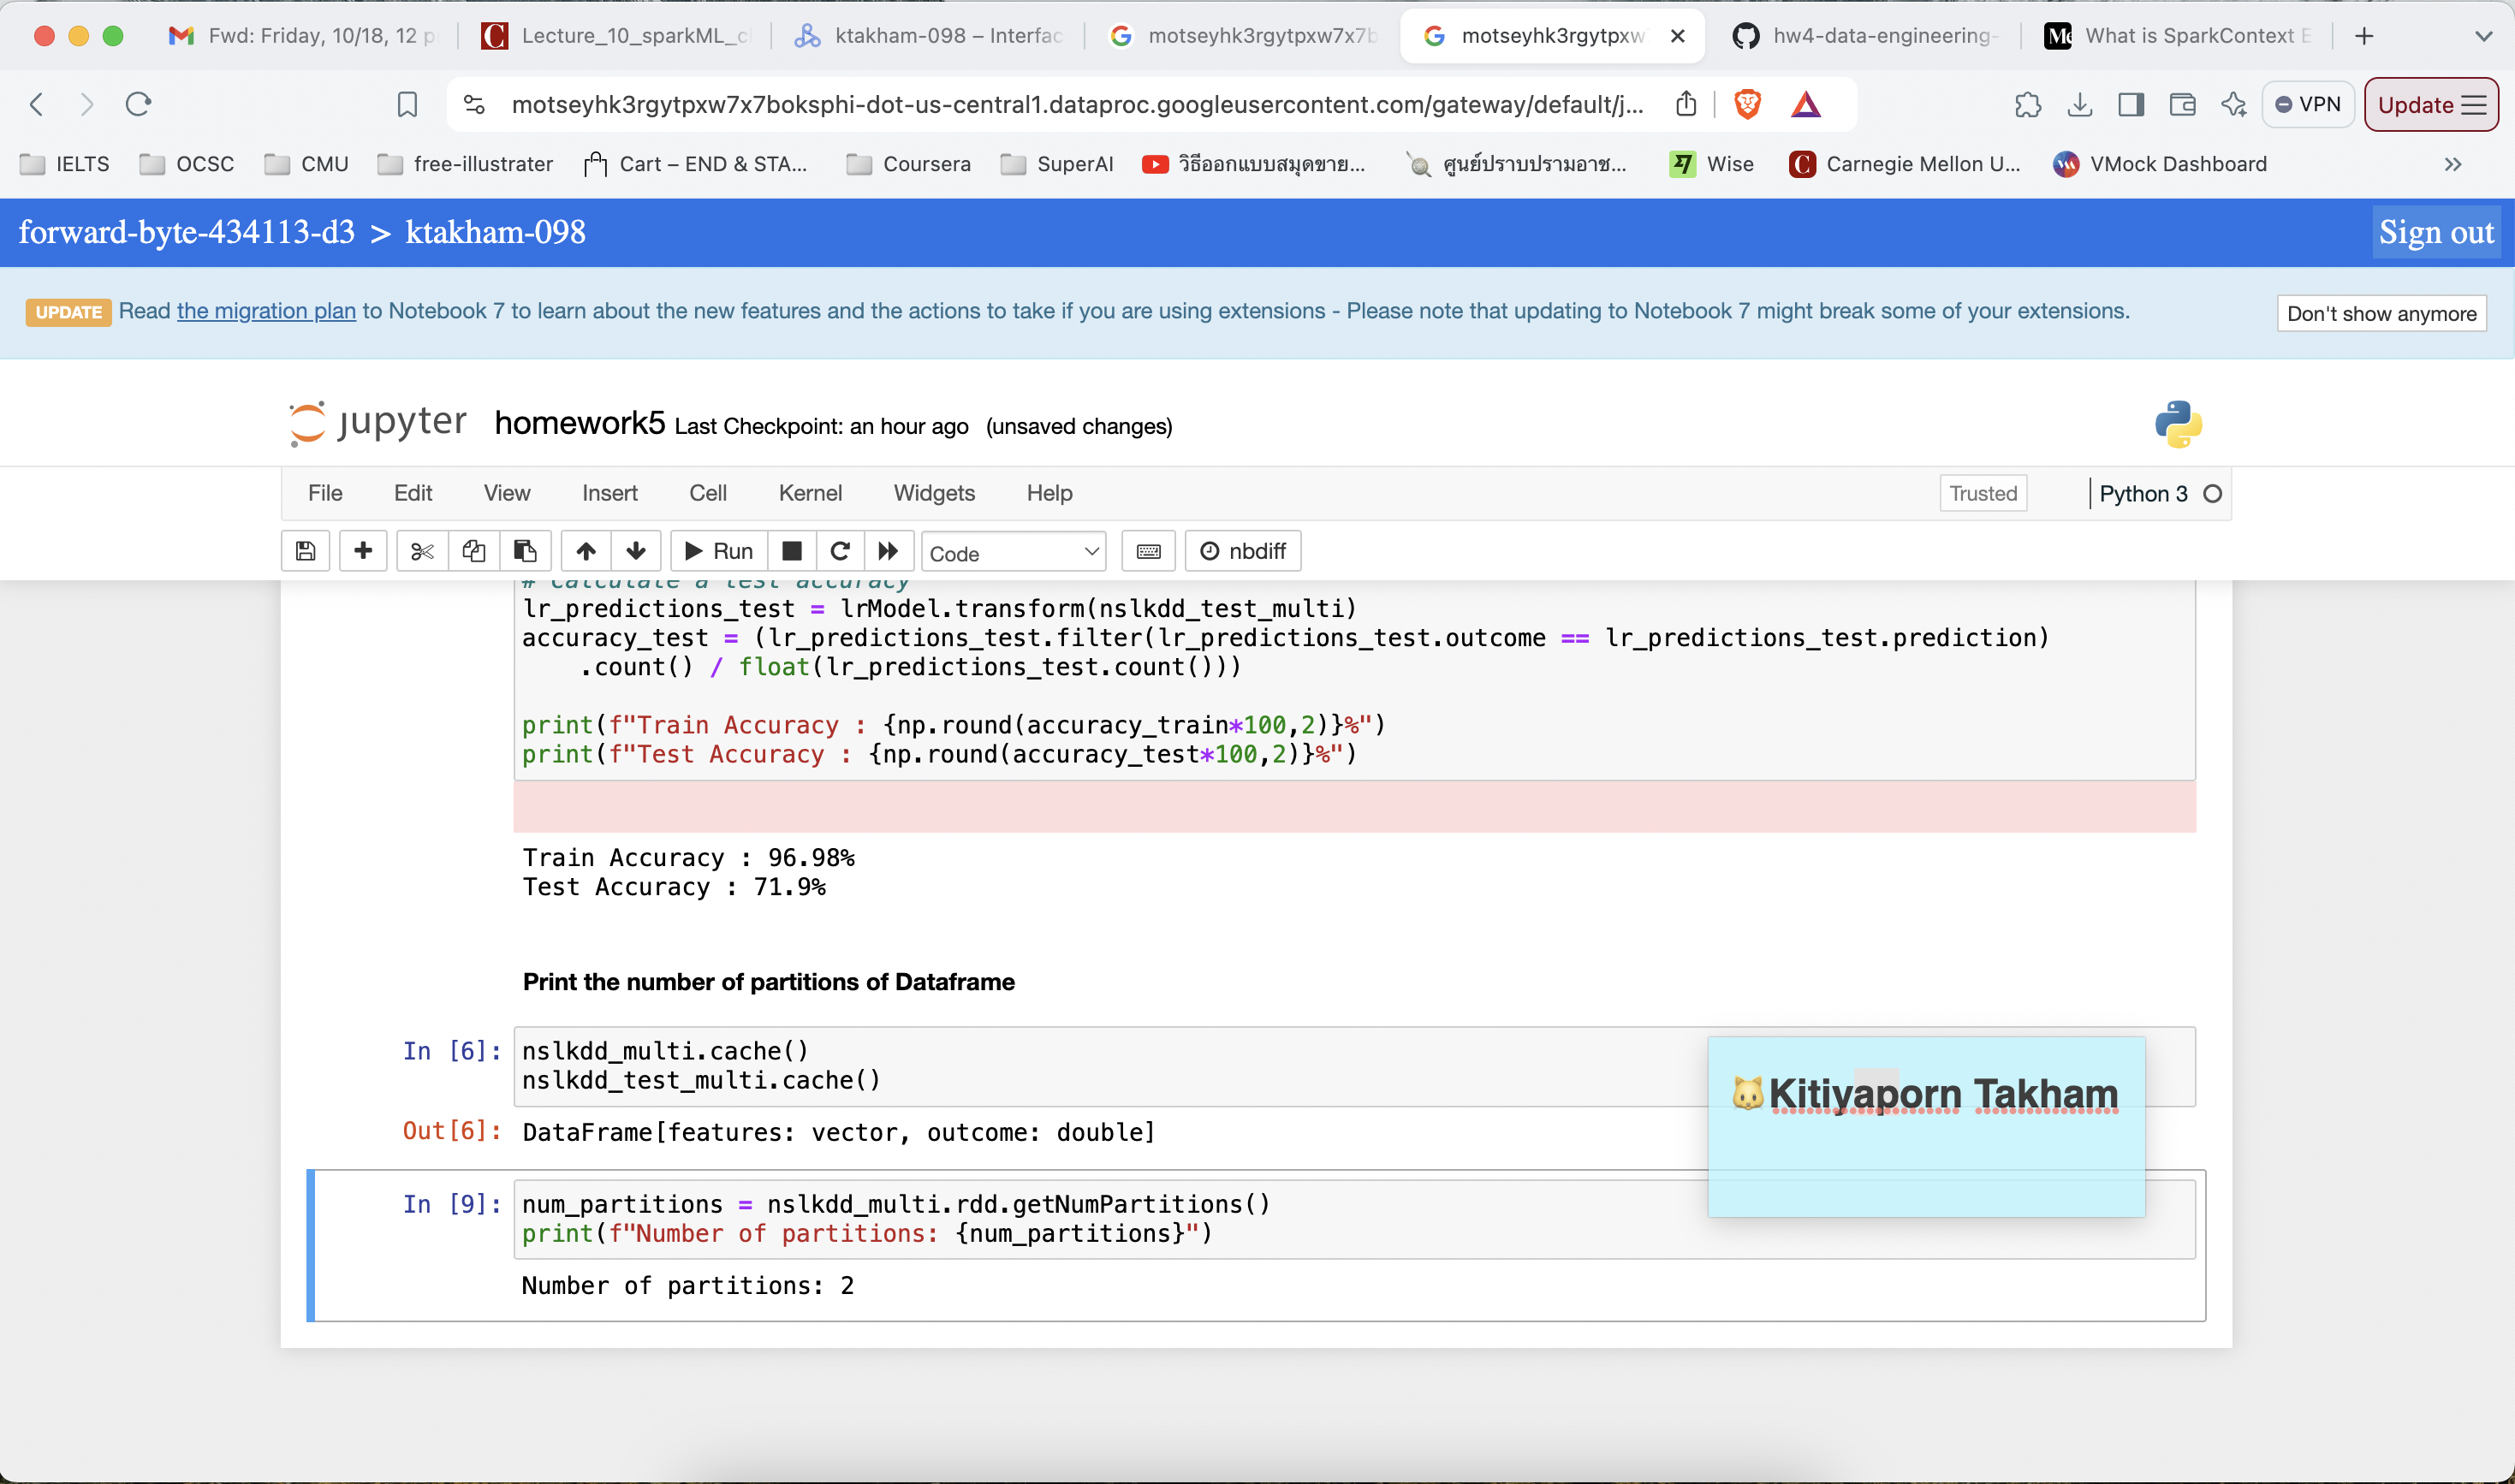 Fwd: Friday, 10/18, 12 p
Lecture_10_sparkML_cl
ktakham-098 – Interfac
motseyhk3rgytpxw7x7b
motseyhk3rgytpxw
hw4-data-engineering-
What is SparkContext E
motseyhk3rgytpxw7x7boksphi-dot-us-central1.dataproc.googleusercontent.com/gateway/default/j...
VPN
Update
IELTS
OCSC
CMU
free-illustrater
Cart – END & STA...
Coursera
SuperAI
วิธีออกแบบสมุดขาย...
ศูนย์ปราบปรามอาช...
Wise
Carnegie Mellon U...
VMock Dashboard
forward-byte-434113-d3 > ktakham-098
Sign out
UPDATE Read the migration plan to Notebook 7 to learn about the new features and the actions to take if you are using extensions - Please note that updating to Notebook 7 might break some of your extensions.
Don't show anymore
jupyter homework5 Last Checkpoint: an hour ago (unsaved changes)
File Edit View Insert Cell Kernel Widgets Help
Trusted
Python 3
Run
Code
nbdiff
# calculate a test accuracy
lr_predictions_test = lrModel.transform(nslkdd_test_multi)
accuracy_test = (lr_predictions_test.filter(lr_predictions_test.outcome == lr_predictions_test.prediction)
.count() / float(lr_predictions_test.count()))
print(f"Train Accuracy : {np.round(accuracy_train*100,2)}%")
print(f"Test Accuracy : {np.round(accuracy_test*100,2)}%")
Train Accuracy : 96.98%
Test Accuracy : 71.9%
Print the number of partitions of Dataframe
In [6]: nslkdd_multi.cache()
nslkdd_test_multi.cache()
🐱Kitiyaporn Takham
Out[6]: DataFrame[features: vector, outcome: double]
In [9]: num_partitions = nslkdd_multi.rdd.getNumPartitions()
print(f"Number of partitions: {num_partitions}")
Number of partitions: 2